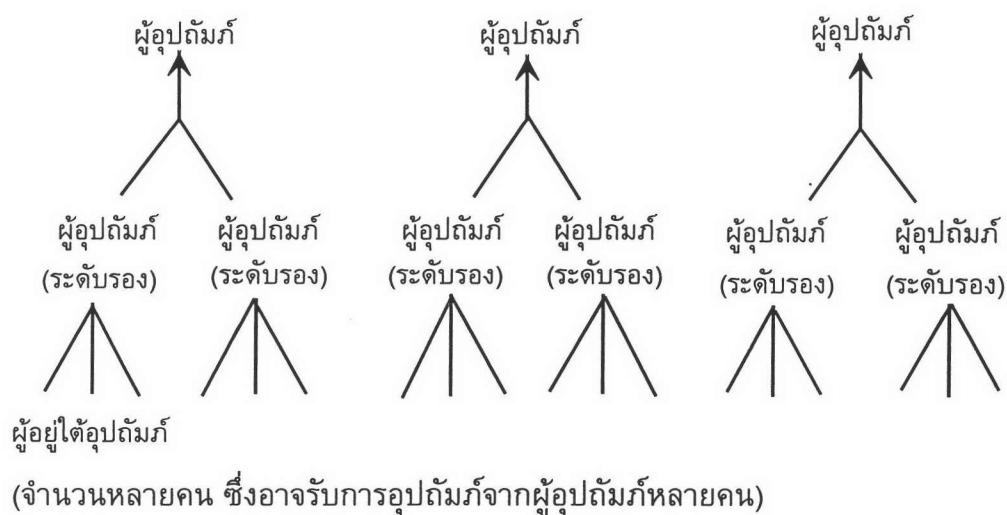 ผู้อุปถัมภ์ ผู้อุปถัมภ์ ผู้อุปถัมภ์
ผู้อุปถัมภ์ ผู้อุปถัมภ์ ผู้อุปถัมภ์ ผู้อุปถัมภ์ ผู้อุปถัมภ์ ผู้อุปถัมภ์
(ระดับรอง) (ระดับรอง) (ระดับรอง) (ระดับรอง) (ระดับรอง) (ระดับรอง)
ผู้อยู่ใต้อุปถัมภ์
(จำนวนหลายคน ซึ่งอาจรับการอุปถัมภ์จากผู้อุปถัมภ์หลายคน)